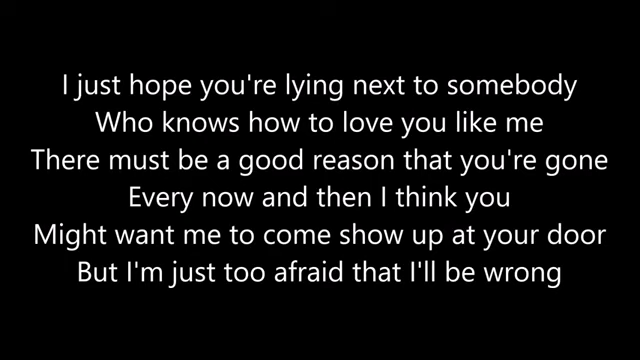 I just hope you're lying next to somebody
Who knows how to love you like me
There must be a good reason that you're gone
Every now and then I think you
Might want me to come show up at your door
But I'm just too afraid that I'll be wrong